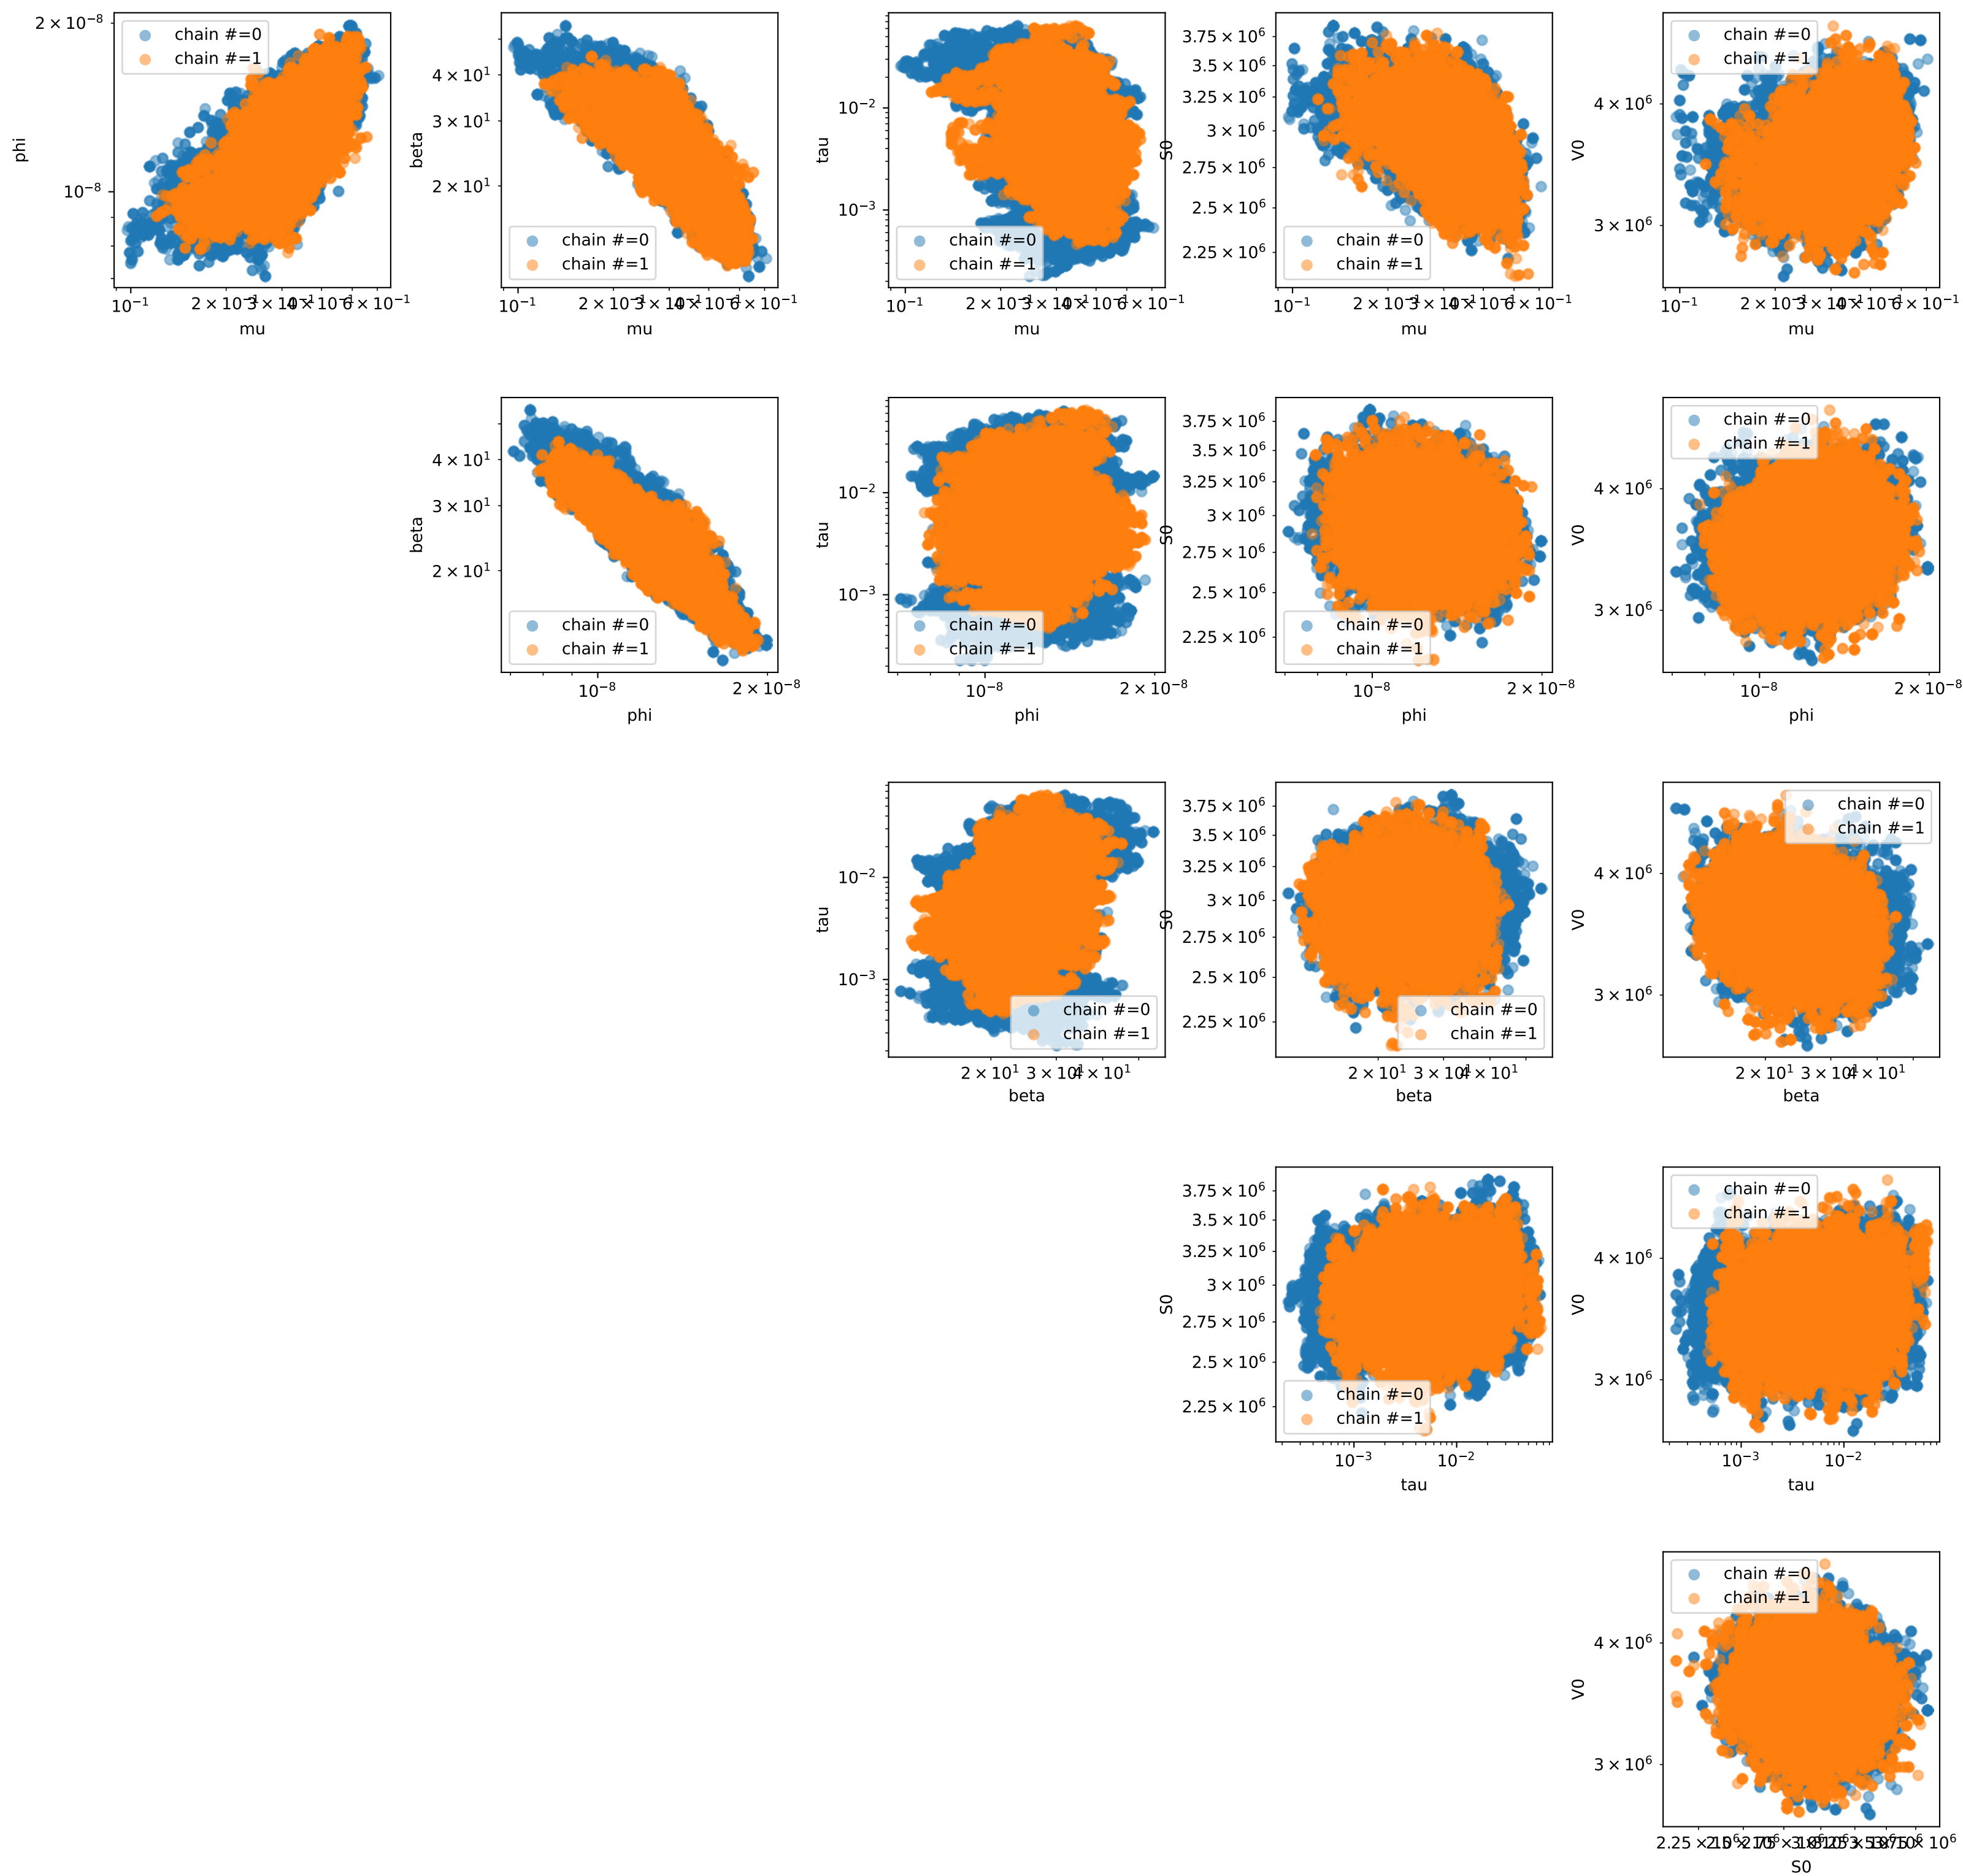 2 × 10⁻⁸
10⁻⁸
phi
chain #=0
chain #=1
10⁻¹
mu
4 × 10¹
3 × 10¹
2 × 10¹
beta
chain #=0
chain #=1
10⁻¹
mu
10⁻²
10⁻³
tau
chain #=0
chain #=1
10⁻¹
mu
3.75 × 10⁶
3.5 × 10⁶
3.25 × 10⁶
3 × 10⁶
2.75 × 10⁶
2.5 × 10⁶
2.25 × 10⁶
S0
chain #=0
chain #=1
10⁻¹
mu
4 × 10⁶
3 × 10⁶
V0
chain #=0
chain #=1
10⁻¹
mu
4 × 10¹
3 × 10¹
2 × 10¹
beta
chain #=0
chain #=1
10⁻⁸
2 × 10⁻⁸
phi
10⁻²
10⁻³
tau
chain #=0
chain #=1
10⁻⁸
2 × 10⁻⁸
phi
3.75 × 10⁶
3.5 × 10⁶
3.25 × 10⁶
3 × 10⁶
2.75 × 10⁶
2.5 × 10⁶
2.25 × 10⁶
S0
chain #=0
chain #=1
10⁻⁸
2 × 10⁻⁸
phi
4 × 10⁶
3 × 10⁶
V0
chain #=0
chain #=1
10⁻⁸
2 × 10⁻⁸
phi
10⁻²
10⁻³
tau
chain #=0
chain #=1
2 × 10¹ 3 × 10¹ 4 × 10¹
beta
3.75 × 10⁶
3.5 × 10⁶
3.25 × 10⁶
3 × 10⁶
2.75 × 10⁶
2.5 × 10⁶
2.25 × 10⁶
S0
chain #=0
chain #=1
2 × 10¹ 3 × 10¹ 4 × 10¹
beta
4 × 10⁶
3 × 10⁶
V0
chain #=0
chain #=1
2 × 10¹ 3 × 10¹ 4 × 10¹
beta
3.75 × 10⁶
3.5 × 10⁶
3.25 × 10⁶
3 × 10⁶
2.75 × 10⁶
2.5 × 10⁶
2.25 × 10⁶
S0
chain #=0
chain #=1
10⁻³
10⁻²
tau
4 × 10⁶
3 × 10⁶
V0
chain #=0
chain #=1
10⁻³
10⁻²
tau
4 × 10⁶
3 × 10⁶
V0
chain #=0
chain #=1
S0